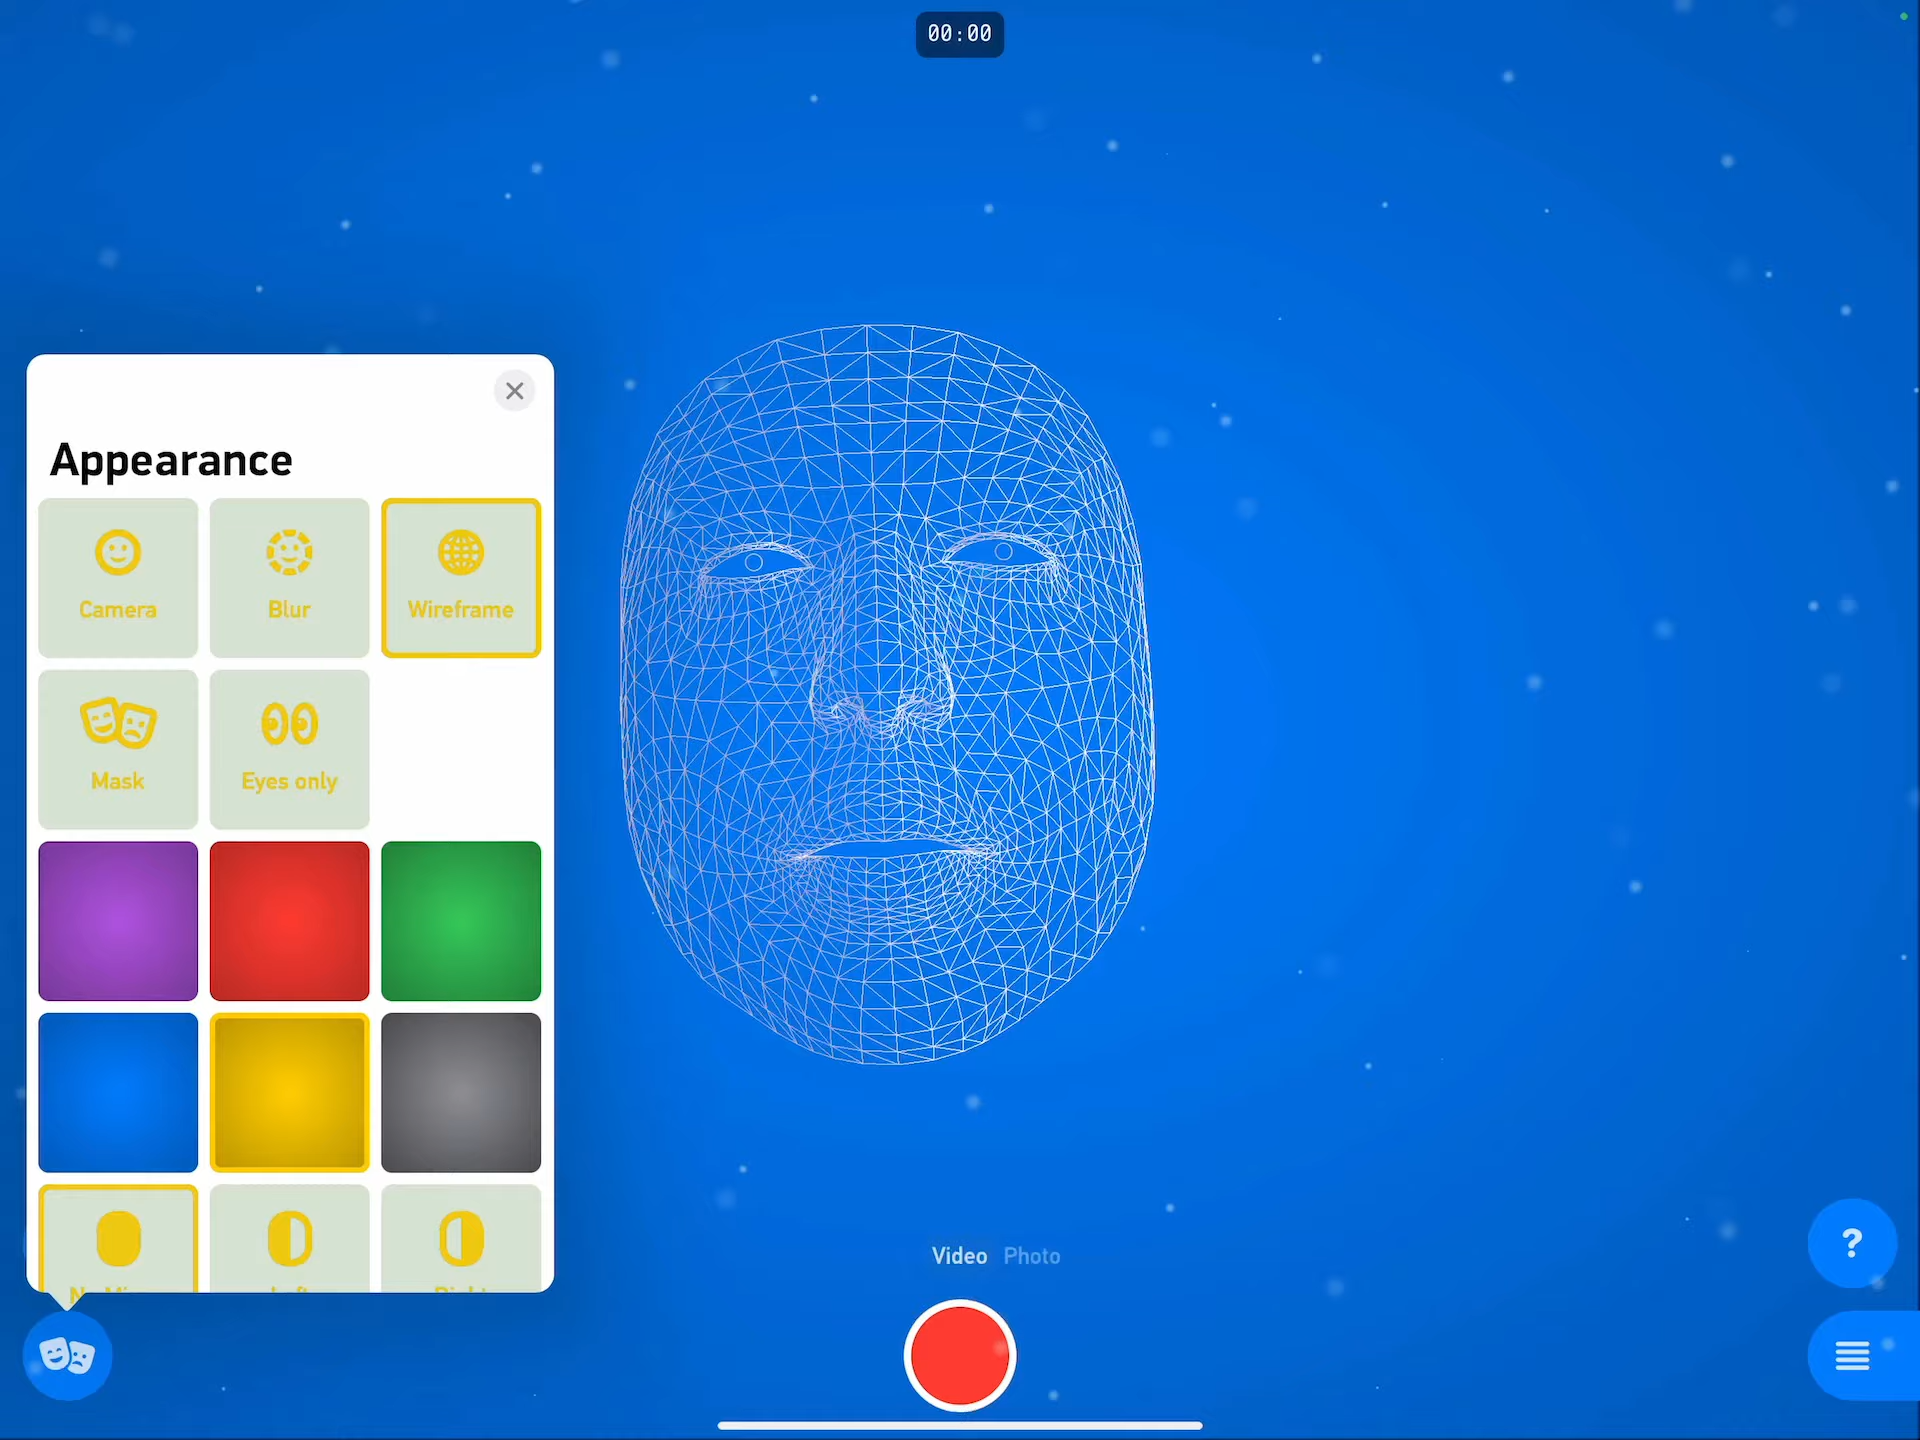 00:00
Appearance
Camera
Blur
Wireframe
Mask
Eyes only
Video Photo
?